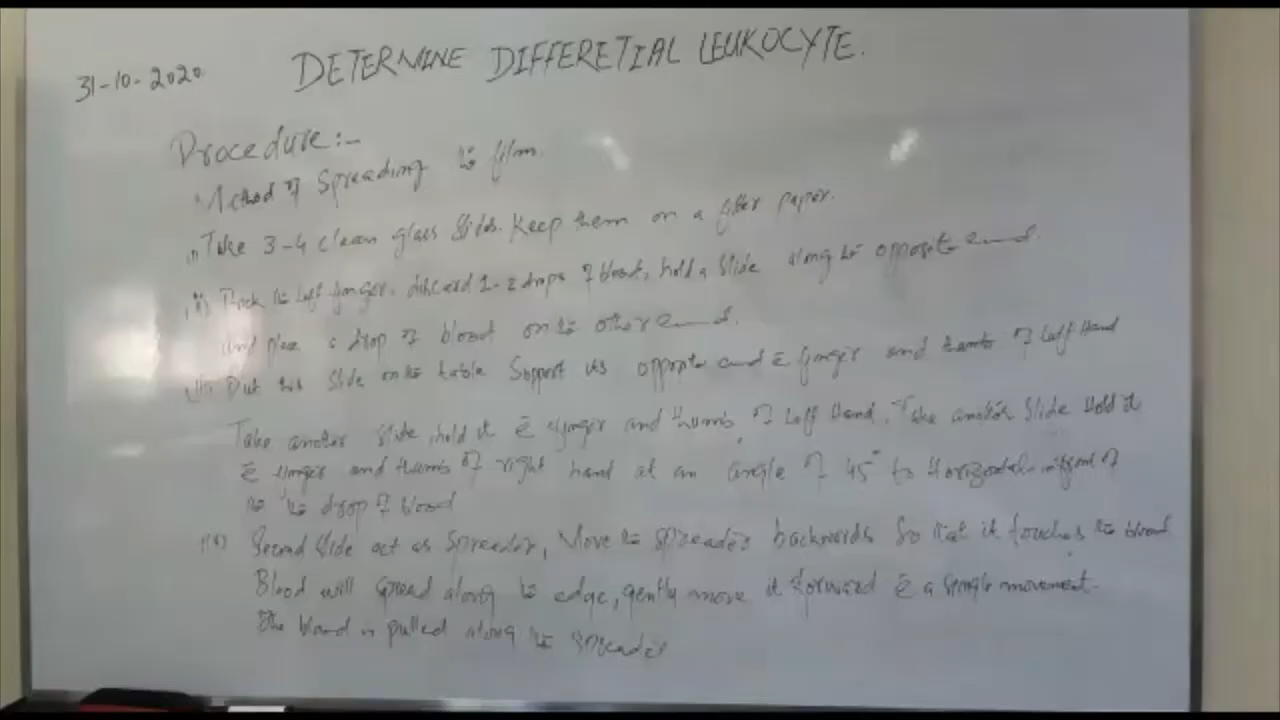 31-10-2020
DETERMINE DIFFERETIAL LEUKOCYTE.
Procedure:-
Method of Spreading the film.
i) Take 3-4 clean glass slides. Keep them on a filter paper.
ii) Prick the left finger. discard 1-2 drops of blood, hold a slide along the opposite end
and place a drop of blood on the other end.
iii) Put this slide on the table Support its opposite end c̄ finger and thumb of Left Hand
Take another slide, hold it c̄ finger and thumb of Left Hand. Take another Slide Hold it
c̄ finger and thumb of right hand at an angle of 45° to Horizontal infront of
the drop of blood
Second slide act as Spreader, Move the spreader backwards so that it touches the blood
Blood will spread along the edge, gently move it forward c̄ a single movement.
The blood is pulled along the spreader